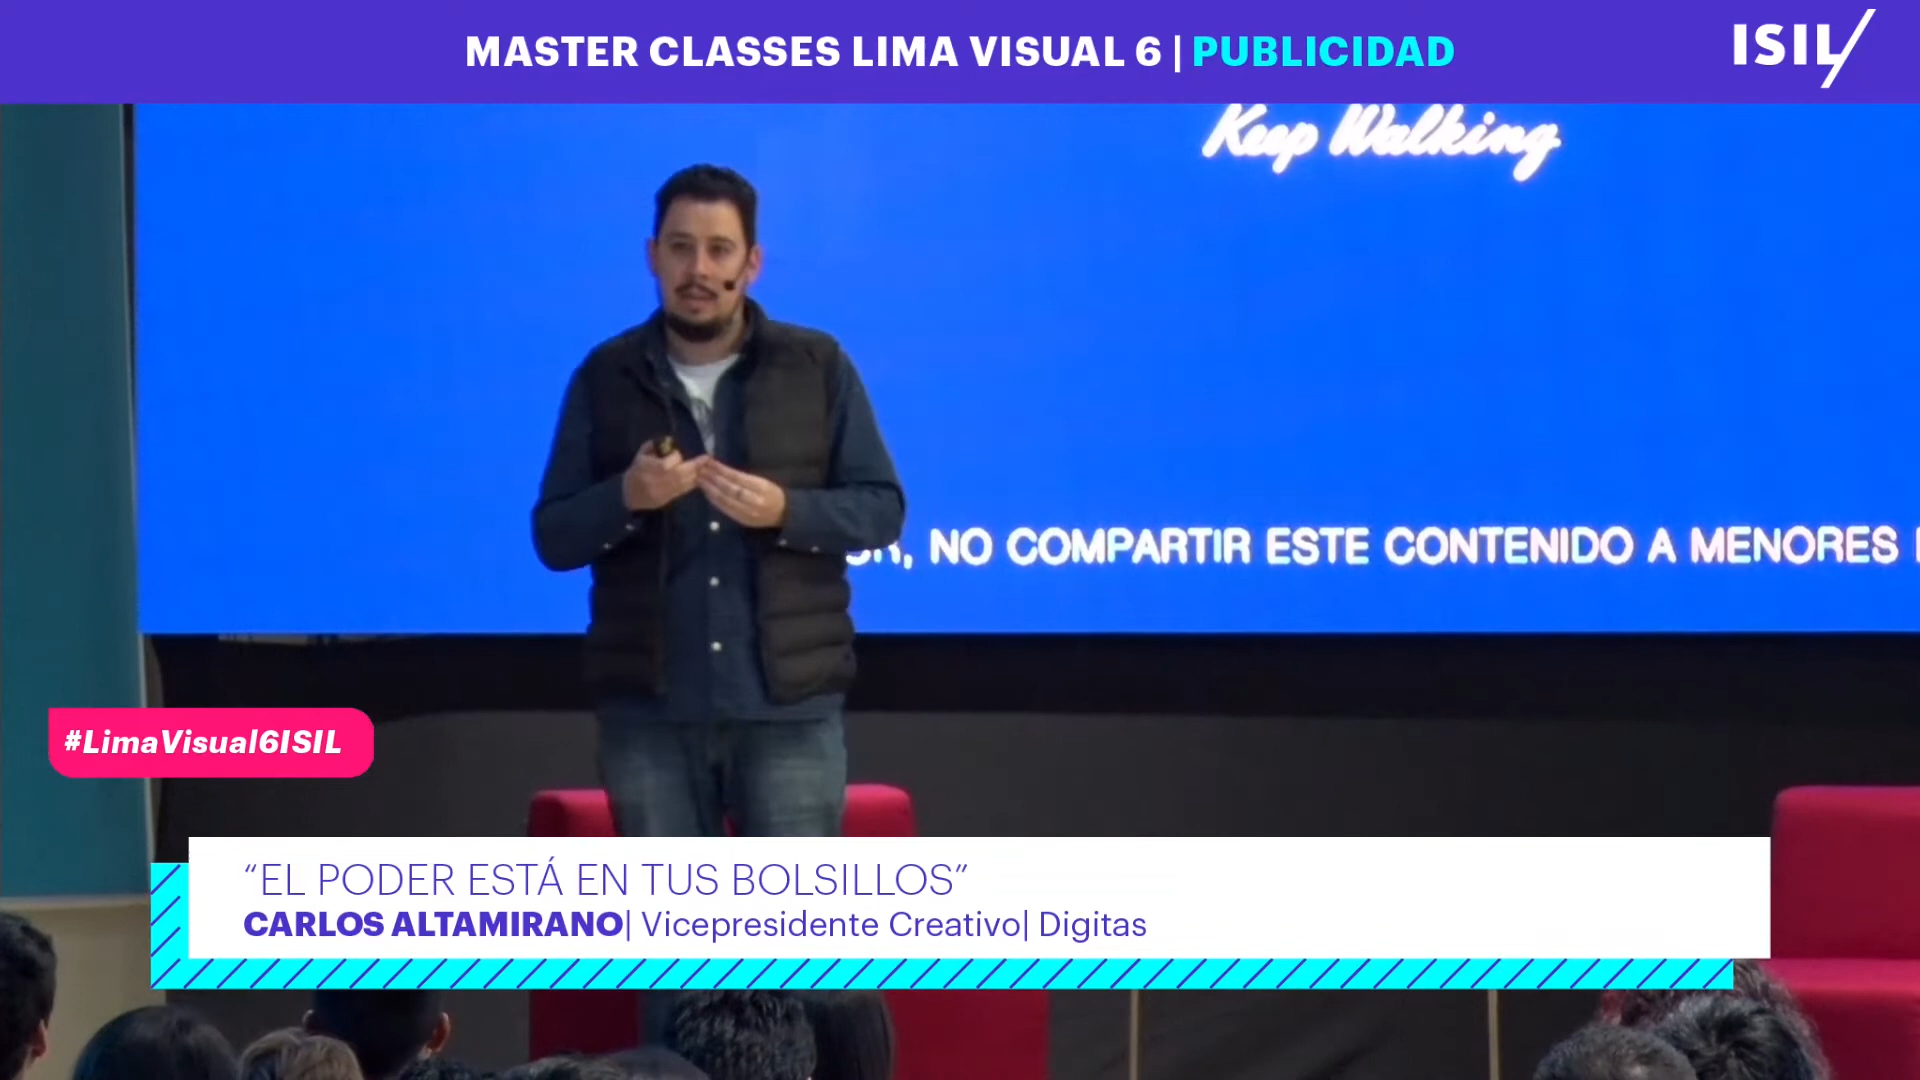 MASTER CLASSES LIMA VISUAL 6 | PUBLICIDAD
ISIL
Keep Walking
NO COMPARTIR ESTE CONTENIDO A MENORES
#LimaVisual6ISIL
“EL PODER ESTÁ EN TUS BOLSILLOS”
CARLOS ALTAMIRANO| Vicepresidente Creativo| Digitas